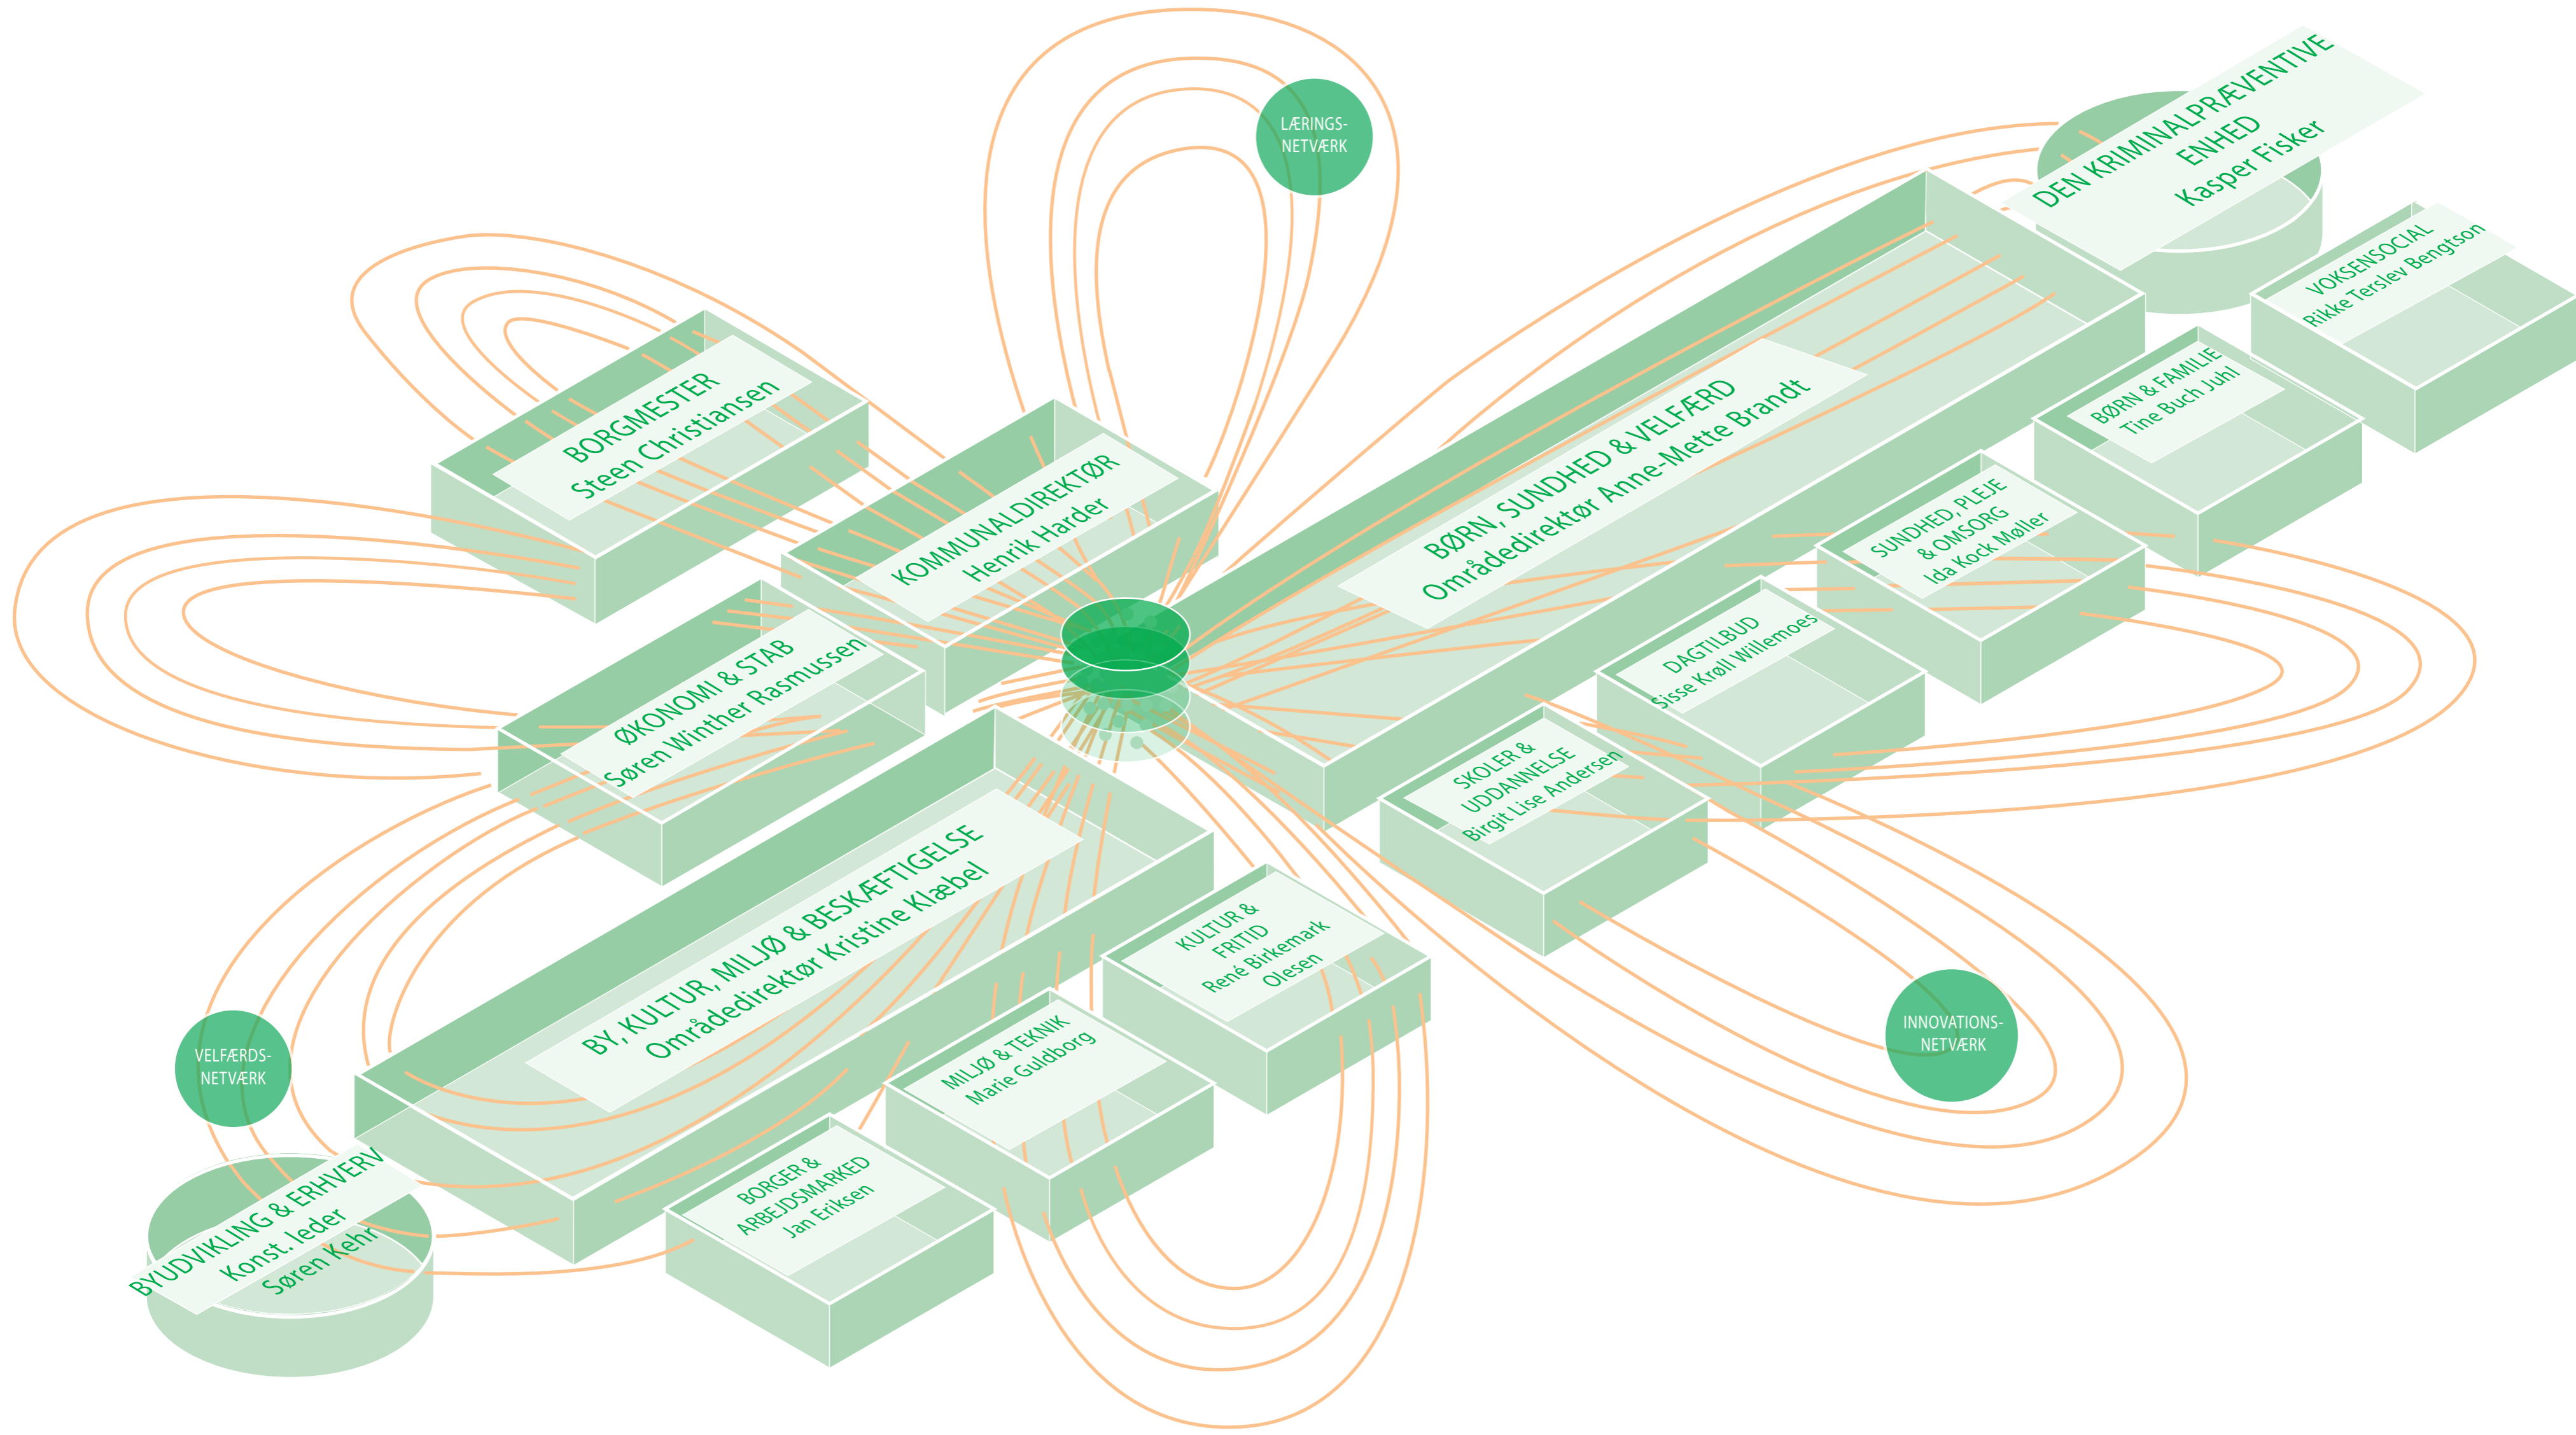 LÆRINGS-
NETVÆRK
DEN KRIMINALPRÆVENTIVE
ENHED
Kasper Fisker
VOKSENSOCIAL
Rikke Terslev Bengtson
BØRN & FAMILIE
Tine Buch Juhl
BORGMESTER
Steen Christiansen
KOMMUNALDIREKTØR
Henrik Harder
BØRN, SUNDHED & VELFÆRD
Områdedirektør Anne-Mette Brandt
SUNDHED, PLEJE
& OMSORG
Ida Kock Møller
DAGTILBUD
Sisse Krøll Willemoes
ØKONOMI & STAB
Søren Winther Rasmussen
SKOLER &
UDDANNELSE
Birgit Lise Andersen
BY, KULTUR, MILJØ & BESKÆFTIGELSE
Områdedirektør Kristine Klæbel
KULTUR &
FRITID
René Birkemark
Olesen
MILJØ & TEKNIK
Marie Guldborg
BORGER &
ARBEJDSMARKED
Jan Eriksen
VELFÆRDS-
NETVÆRK
INNOVATIONS-
NETVÆRK
BYUDVIKLING & ERHVERV
Konst. leder
Søren Kehr